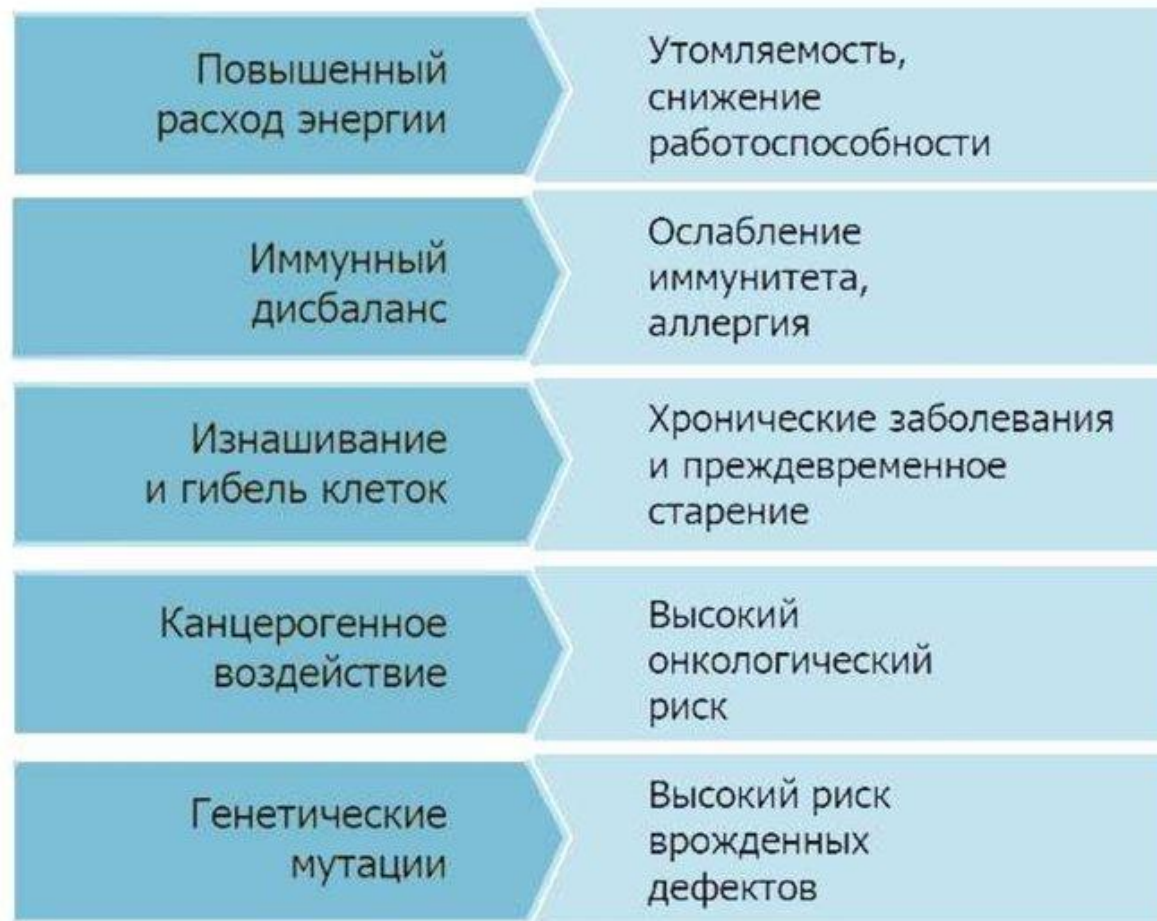 Повышенный
расход энергии
Утомляемость,
снижение
работоспособности
Иммунный
дисбаланс
Ослабление
иммунитета,
аллергия
Изнашивание
и гибель клеток
Хронические заболевания
и преждевременное
старение
Канцерогенное
воздействие
Высокий
онкологический
риск
Генетические
мутации
Высокий риск
врожденных
дефектов